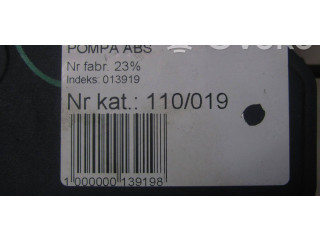 POMPA ABS
Nr fabr. 23%
Indeks: 013919
Nr kat.: 110/019
1 000000 139198